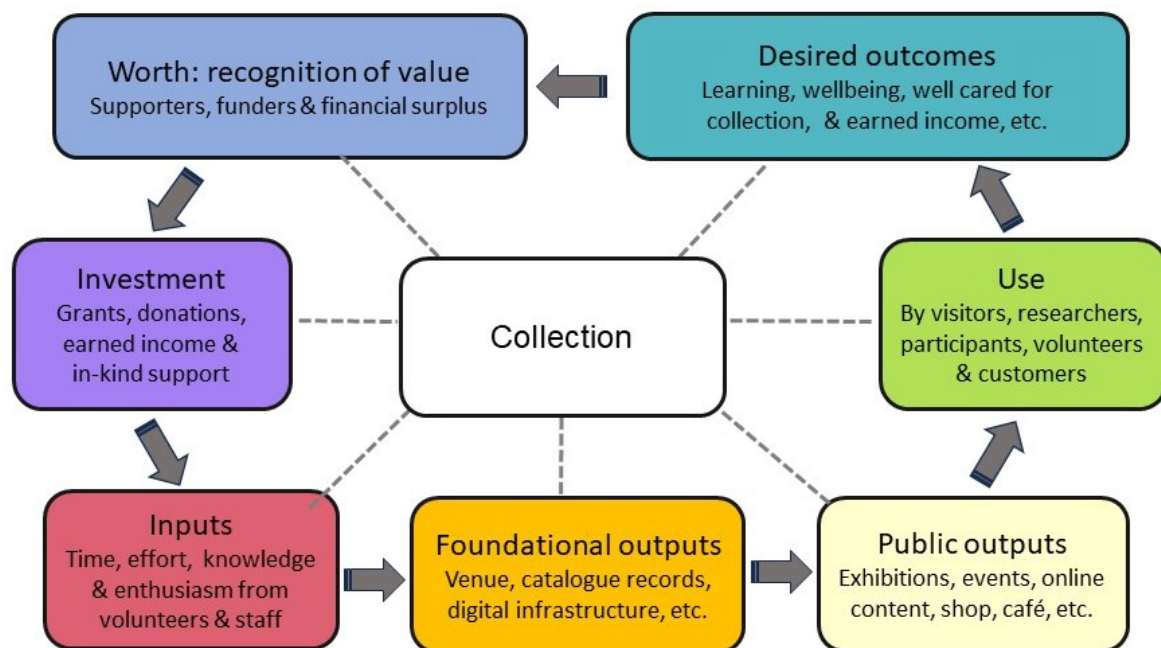 Worth: recognition of value
Supporters, funders & financial surplus
Desired outcomes
Learning, wellbeing, well cared for
collection, & earned income, etc.
Investment
Grants, donations,
earned income &
in-kind support
Collection
Use
By visitors, researchers,
participants, volunteers
& customers
Inputs
Time, effort, knowledge
& enthusiasm from
volunteers & staff
Foundational outputs
Venue, catalogue records,
digital infrastructure, etc.
Public outputs
Exhibitions, events, online
content, shop, café, etc.